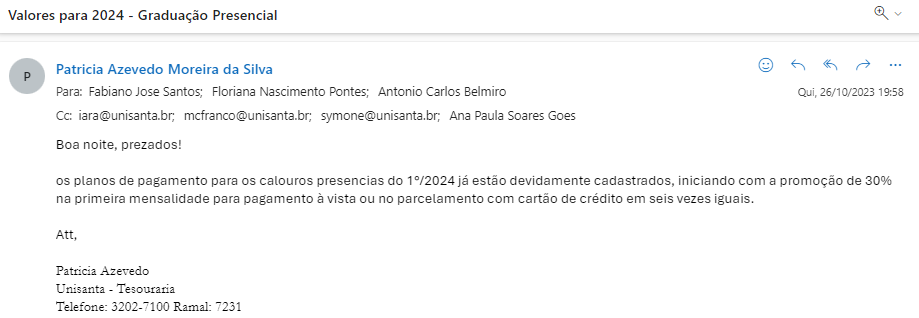 Valores para 2024 - Graduação Presencial
P
Patricia Azevedo Moreira da Silva
Para: Fabiano Jose Santos; Floriana Nascimento Pontes; Antonio Carlos Belmiro
Qui, 26/10/2023 19:58
Cc: iara@unisanta.br; mcfranco@unisanta.br; symone@unisanta.br; Ana Paula Soares Goes
Boa noite, prezados!
os planos de pagamento para os calouros presencias do 1º/2024 já estão devidamente cadastrados, iniciando com a promoção de 30%
na primeira mensalidade para pagamento à vista ou no parcelamento com cartão de crédito em seis vezes iguais.
Att,
Patricia Azevedo
Unisanta - Tesouraria
Telefone: 3202-7100 Ramal: 7231